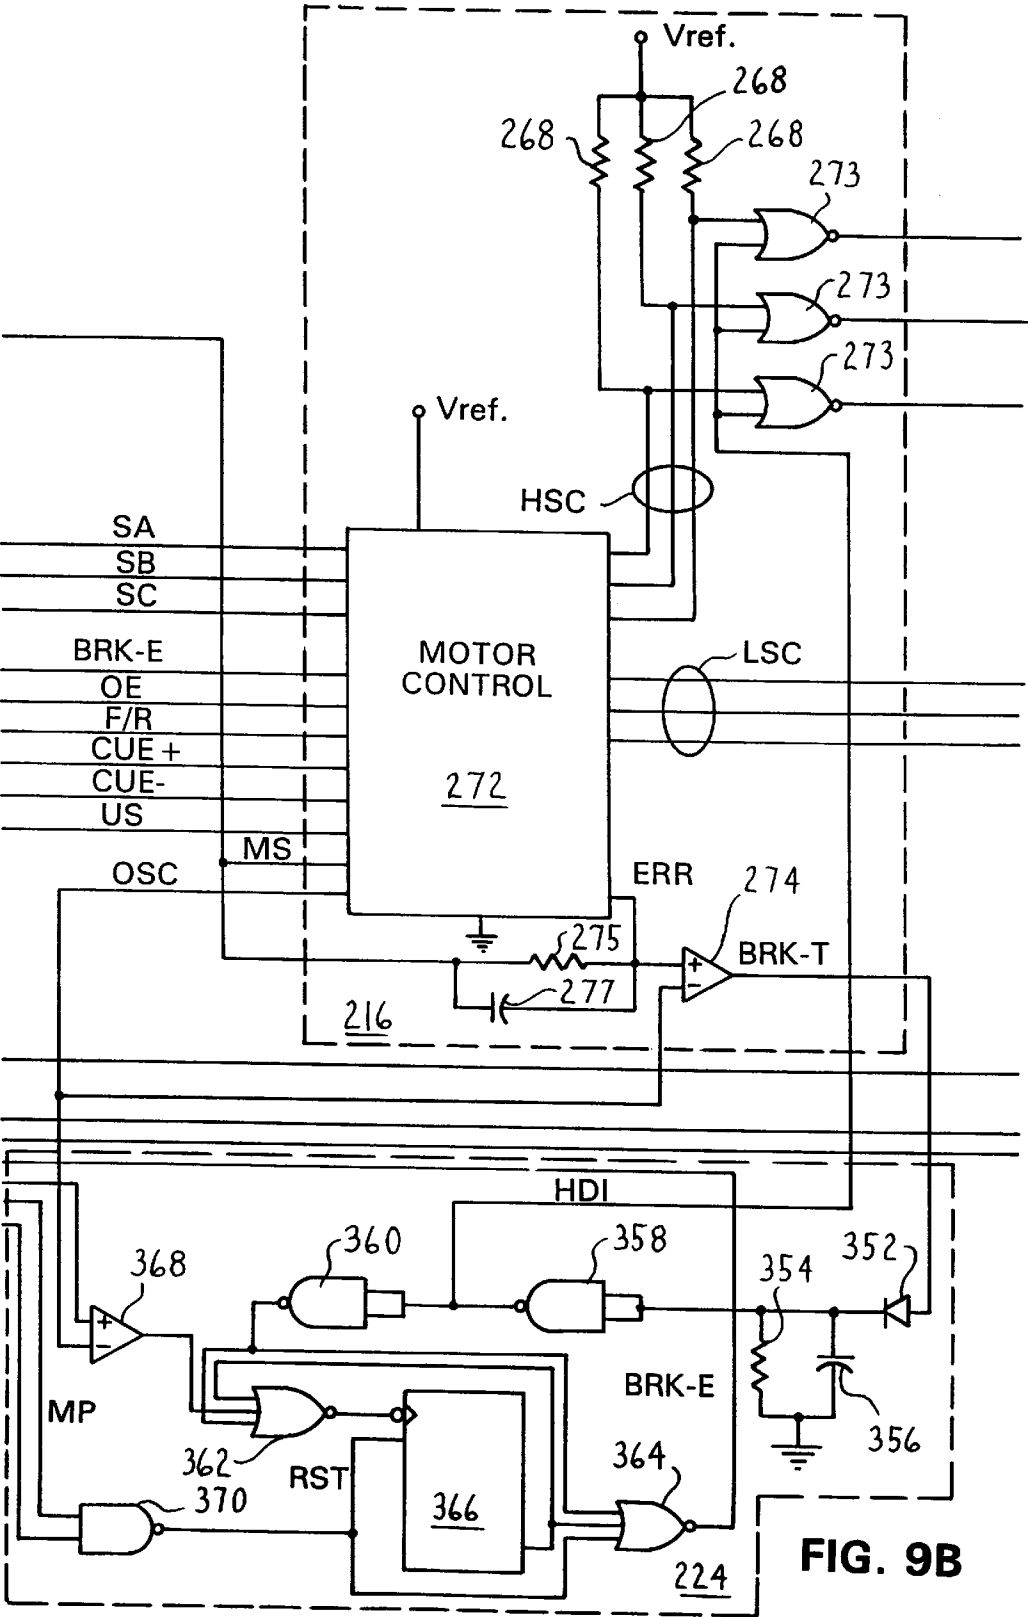 Vref.
268
268
268
273
273
273
Vref.
HSC
SA
SB
SC
BRK-E
OE
F/R
CUE+
CUE-
US
MS
OSC
MOTOR
CONTROL
272
LSC
ERR
274
275
BRK-T
277
216
HDI
360
358
352
354
368
+
-
+
-
MP
BRK-E
356
362
RST
364
370
366
224
FIG. 9B